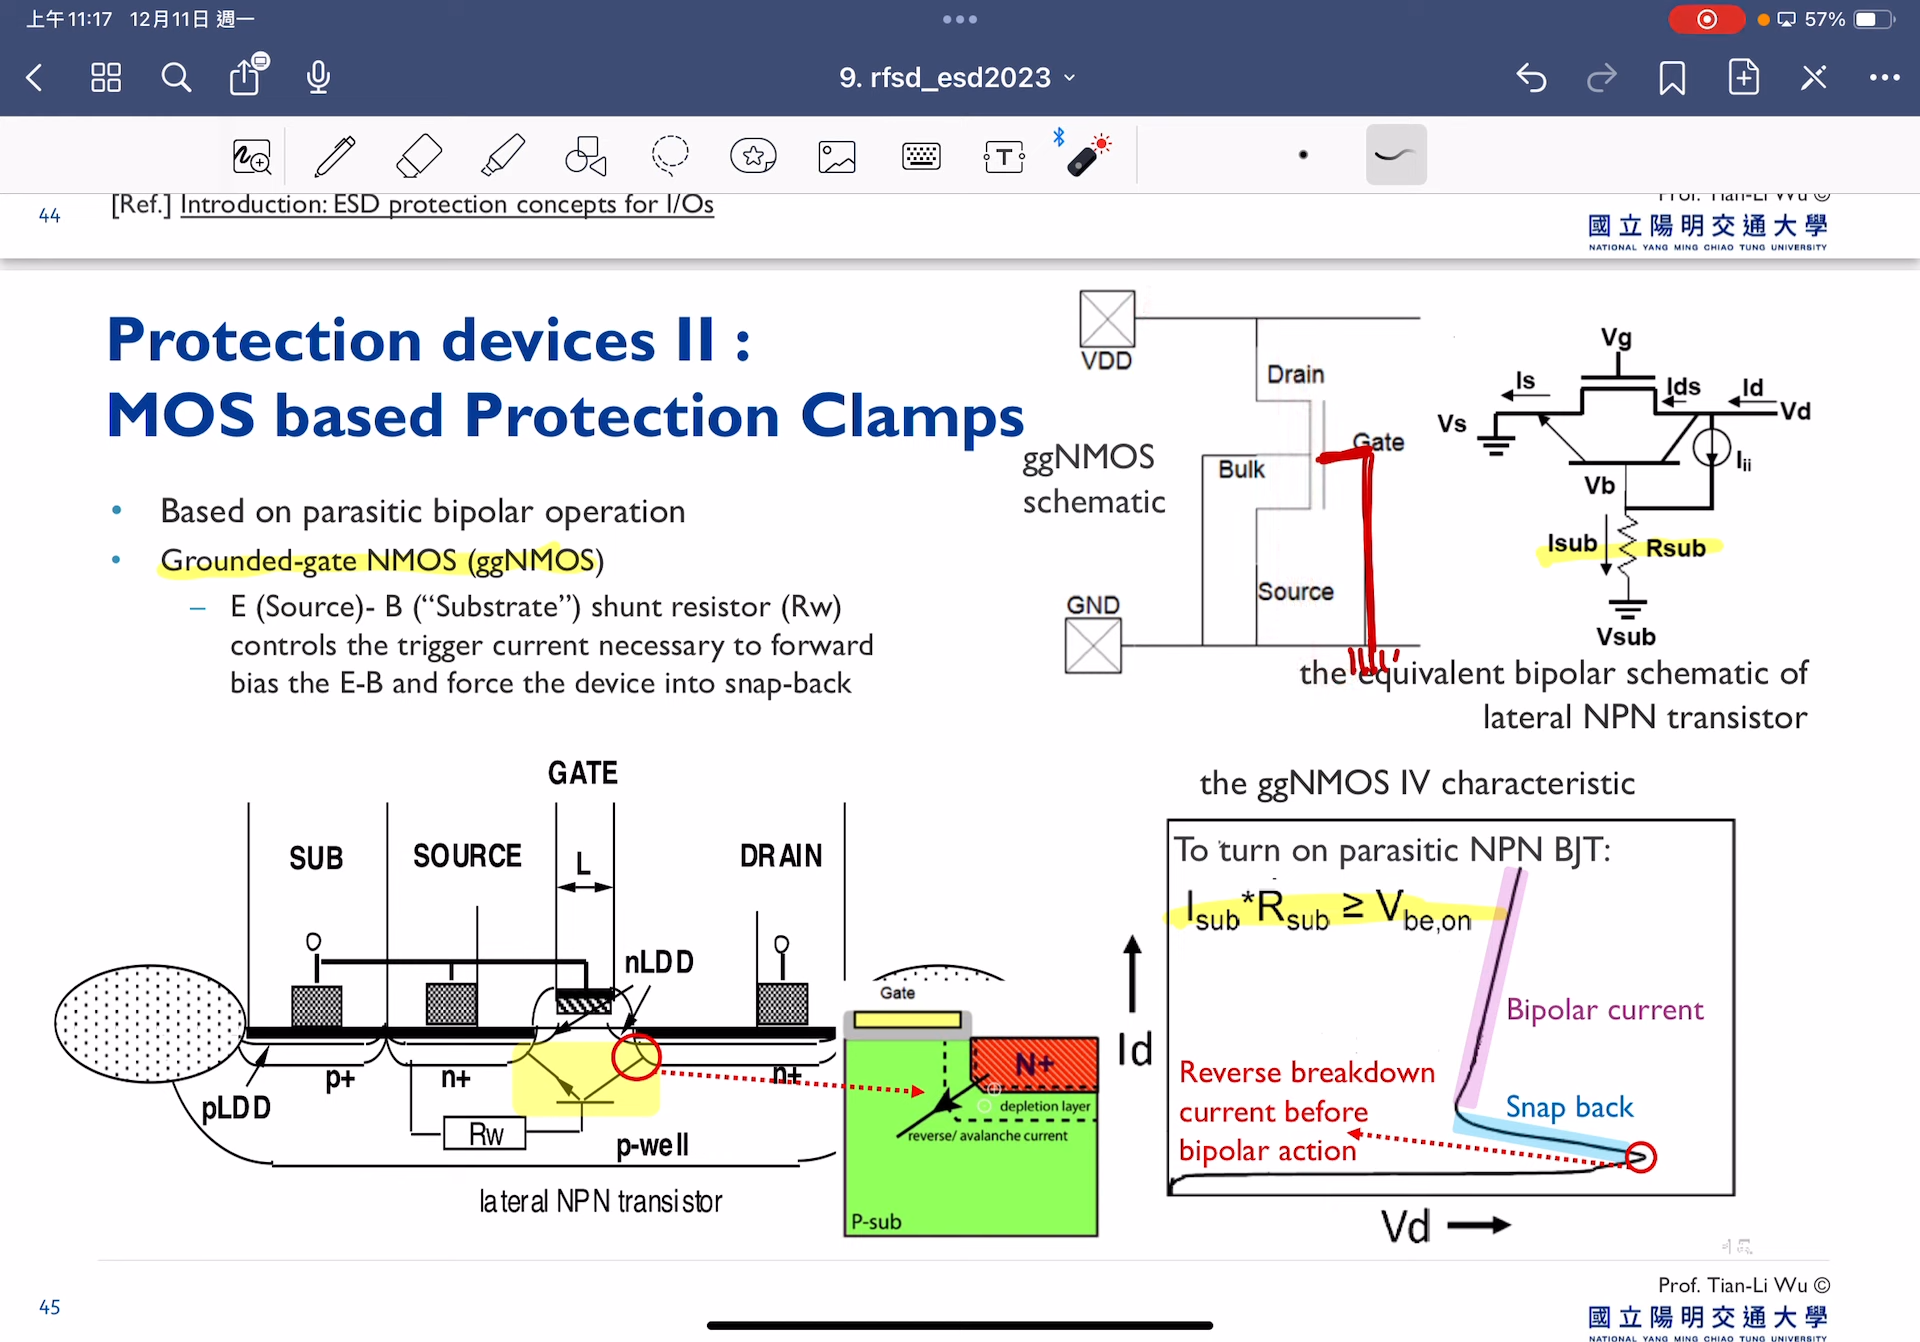 上午11:17 12月11日 週一
57%
9. rfsd_esd2023
44
[Ref.] Introduction: ESD protection concepts for I/Os
Prof. Tian-Li Wu ©
國立陽明交通大學
NATIONAL YANG MING CHIAO TUNG UNIVERSITY
Protection devices II :
MOS based Protection Clamps
• Based on parasitic bipolar operation
• Grounded-gate NMOS (ggNMOS)
– E (Source)- B (“Substrate”) shunt resistor (Rw)
controls the trigger current necessary to forward
bias the E-B and force the device into snap-back
ggNMOS
schematic
VDD
Drain
Gate
Bulk
Source
GND
Vg
Is
Ids
Id
Vd
Vs
Iii
Vb
Isub
Rsub
Vsub
the equivalent bipolar schematic of
lateral NPN transistor
GATE
SUB
SOURCE
L
DRAIN
nLDD
p+
n+
n+
pLDD
Rw
p-well
lateral NPN transistor
Gate
N+
depletion layer
reverse/ avalanche current
P-sub
the ggNMOS IV characteristic
To turn on parasitic NPN BJT:
Isub*Rsub ≥ Vbe,on
Bipolar current
Id
Reverse breakdown
current before
bipolar action
Snap back
Vd
45
Prof. Tian-Li Wu ©
國立陽明交通大學
NATIONAL YANG MING CHIAO TUNG UNIVERSITY